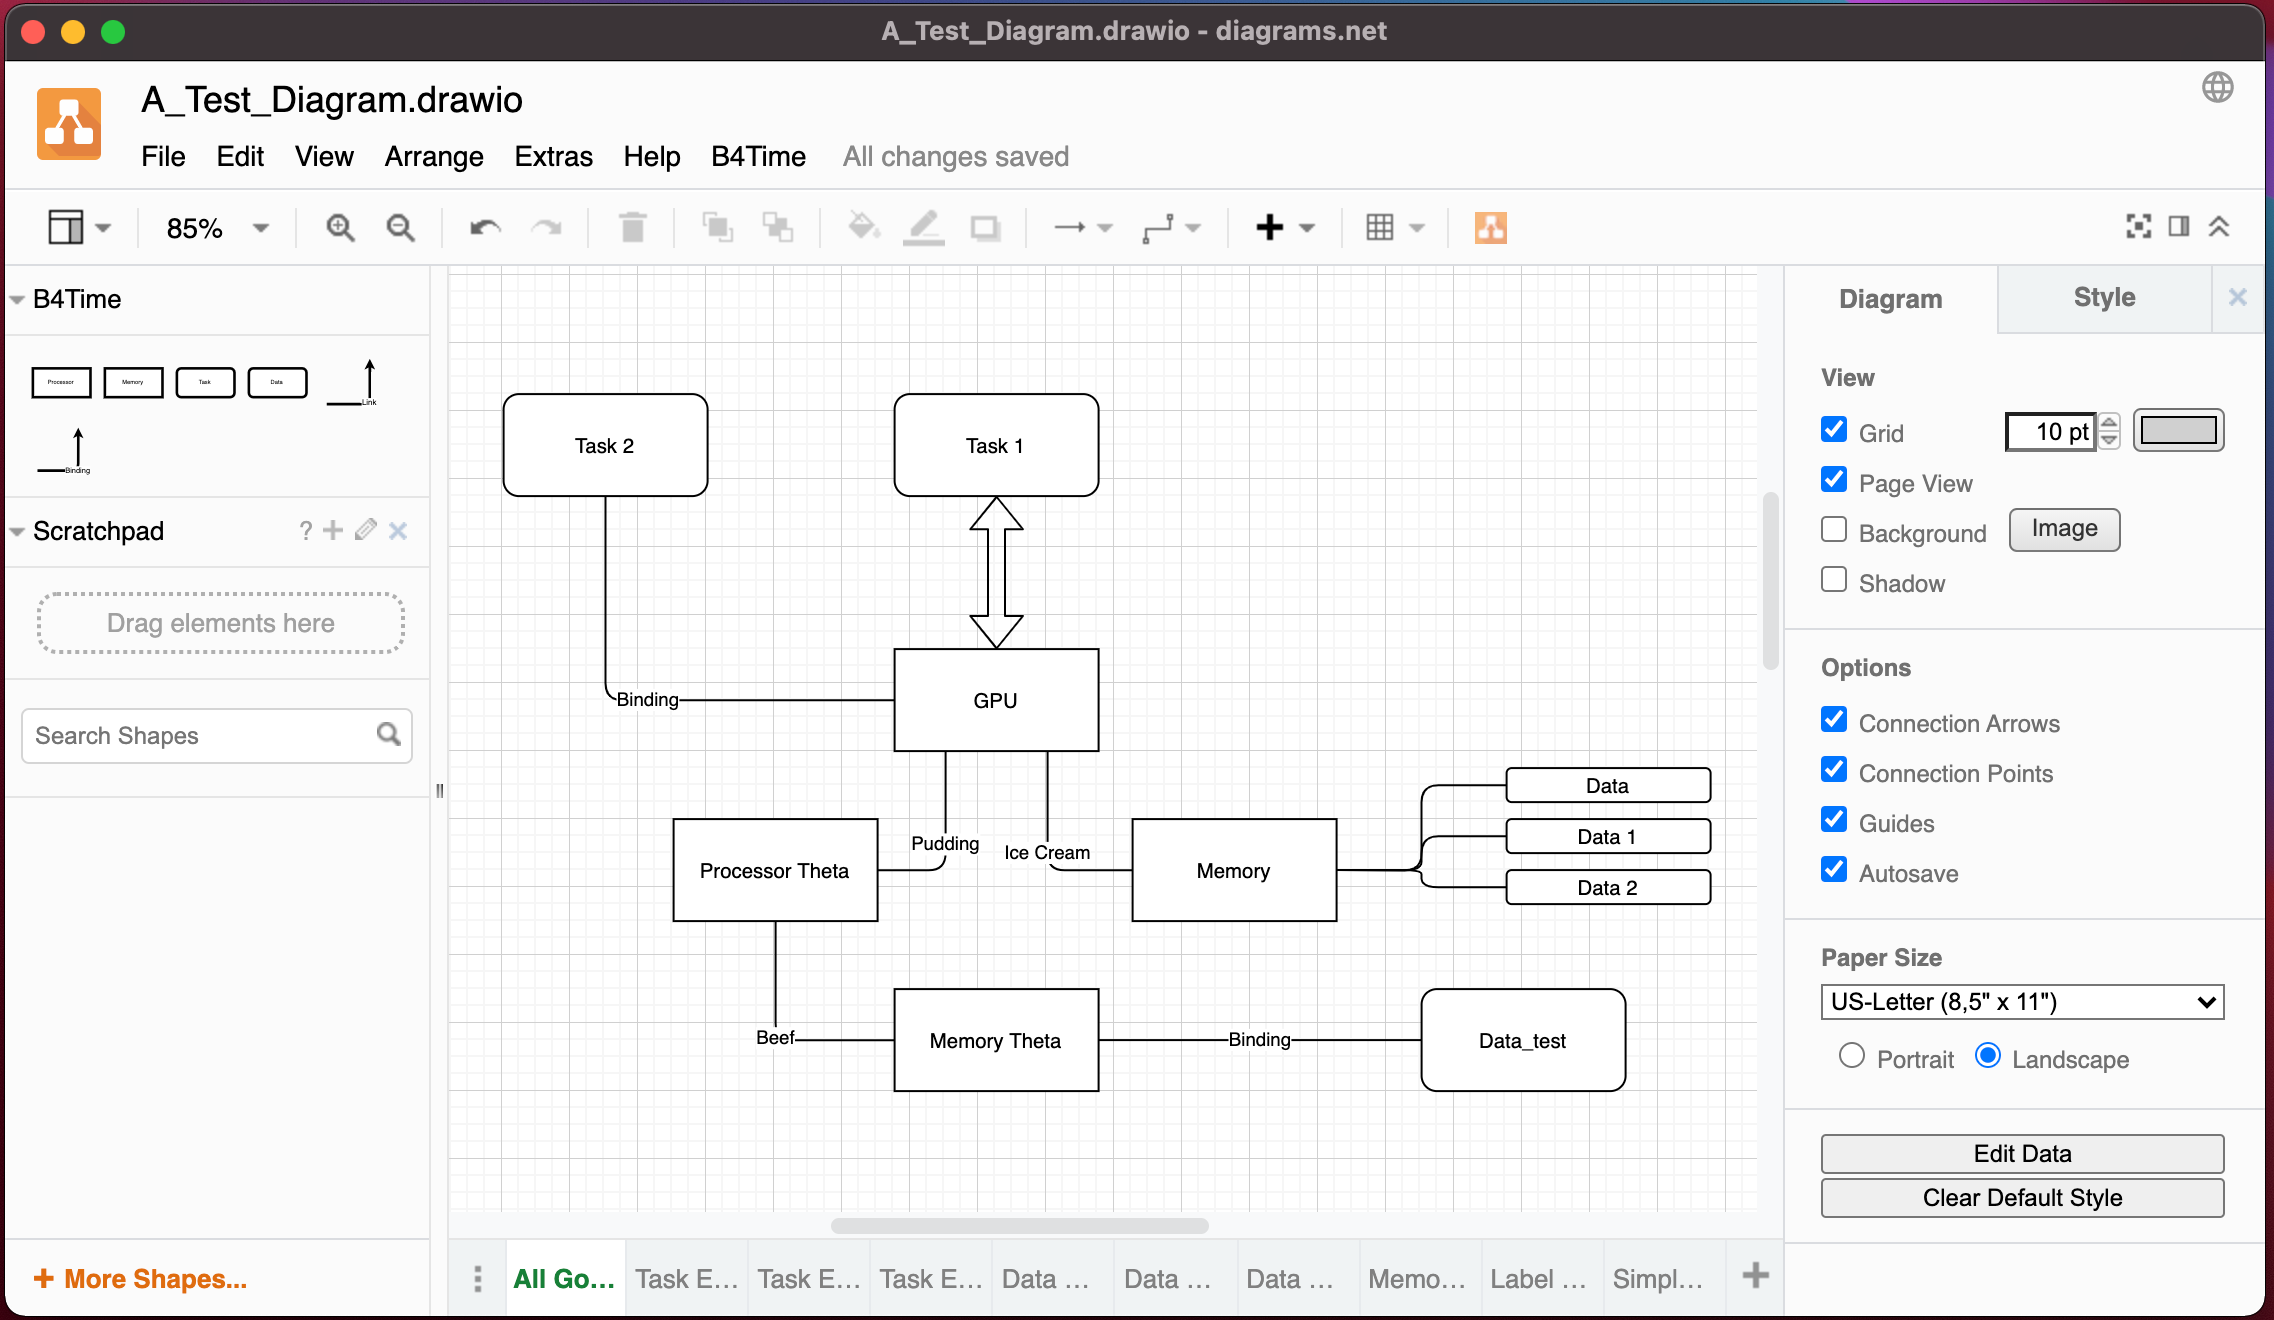 A_Test_Diagram.drawio - diagrams.net
A_Test_Diagram.drawio
File Edit View Arrange Extras Help B4Time All changes saved
85%
B4Time
Processor Memory Task Data Link
Binding
Scratchpad ?
Drag elements here
Search Shapes
More Shapes...
Task 2
Task 1
Binding
GPU
Pudding
Ice Cream
Processor Theta
Memory
Data
Data 1
Data 2
Beef
Memory Theta
Binding
Data_test
All Go... Task E... Task E... Task E... Data ... Data ... Data ... Memo... Label ... Simpl...
Diagram Style
View
Grid 10 pt
Page View
Background Image
Shadow
Options
Connection Arrows
Connection Points
Guides
Autosave
Paper Size
US-Letter (8,5" x 11")
Portrait Landscape
Edit Data
Clear Default Style